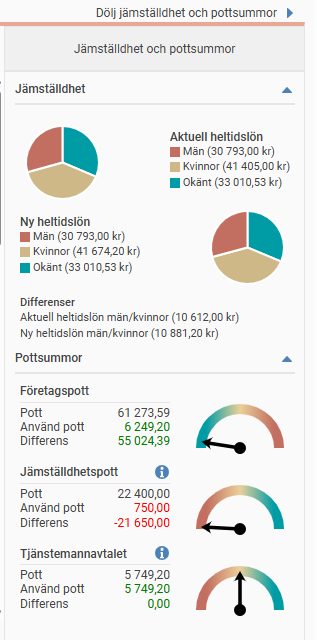 Dölj jämställdhet och pottsummor
Jämställdhet och pottsummor
Jämställdhet
Aktuell heltidslön
Män (30 793,00 kr)
Kvinnor (41 405,00 kr)
Okänt (33 010,53 kr)
Ny heltidslön
Män (30 793,00 kr)
Kvinnor (41 674,20 kr)
Okänt (33 010,53 kr)
Differenser
Aktuell heltidslön män/kvinnor (10 612,00 kr)
Ny heltidslön män/kvinnor (10 881,20 kr)
Pottsummor
Företagspott
Pott 61 273,59
Använd pott 6 249,20
Differens 55 024,39
Jämställdhetspott
Pott 22 400,00
Använd pott 750,00
Differens -21 650,00
Tjänstemannavtalet
Pott 5 749,20
Använd pott 5 749,20
Differens 0,00